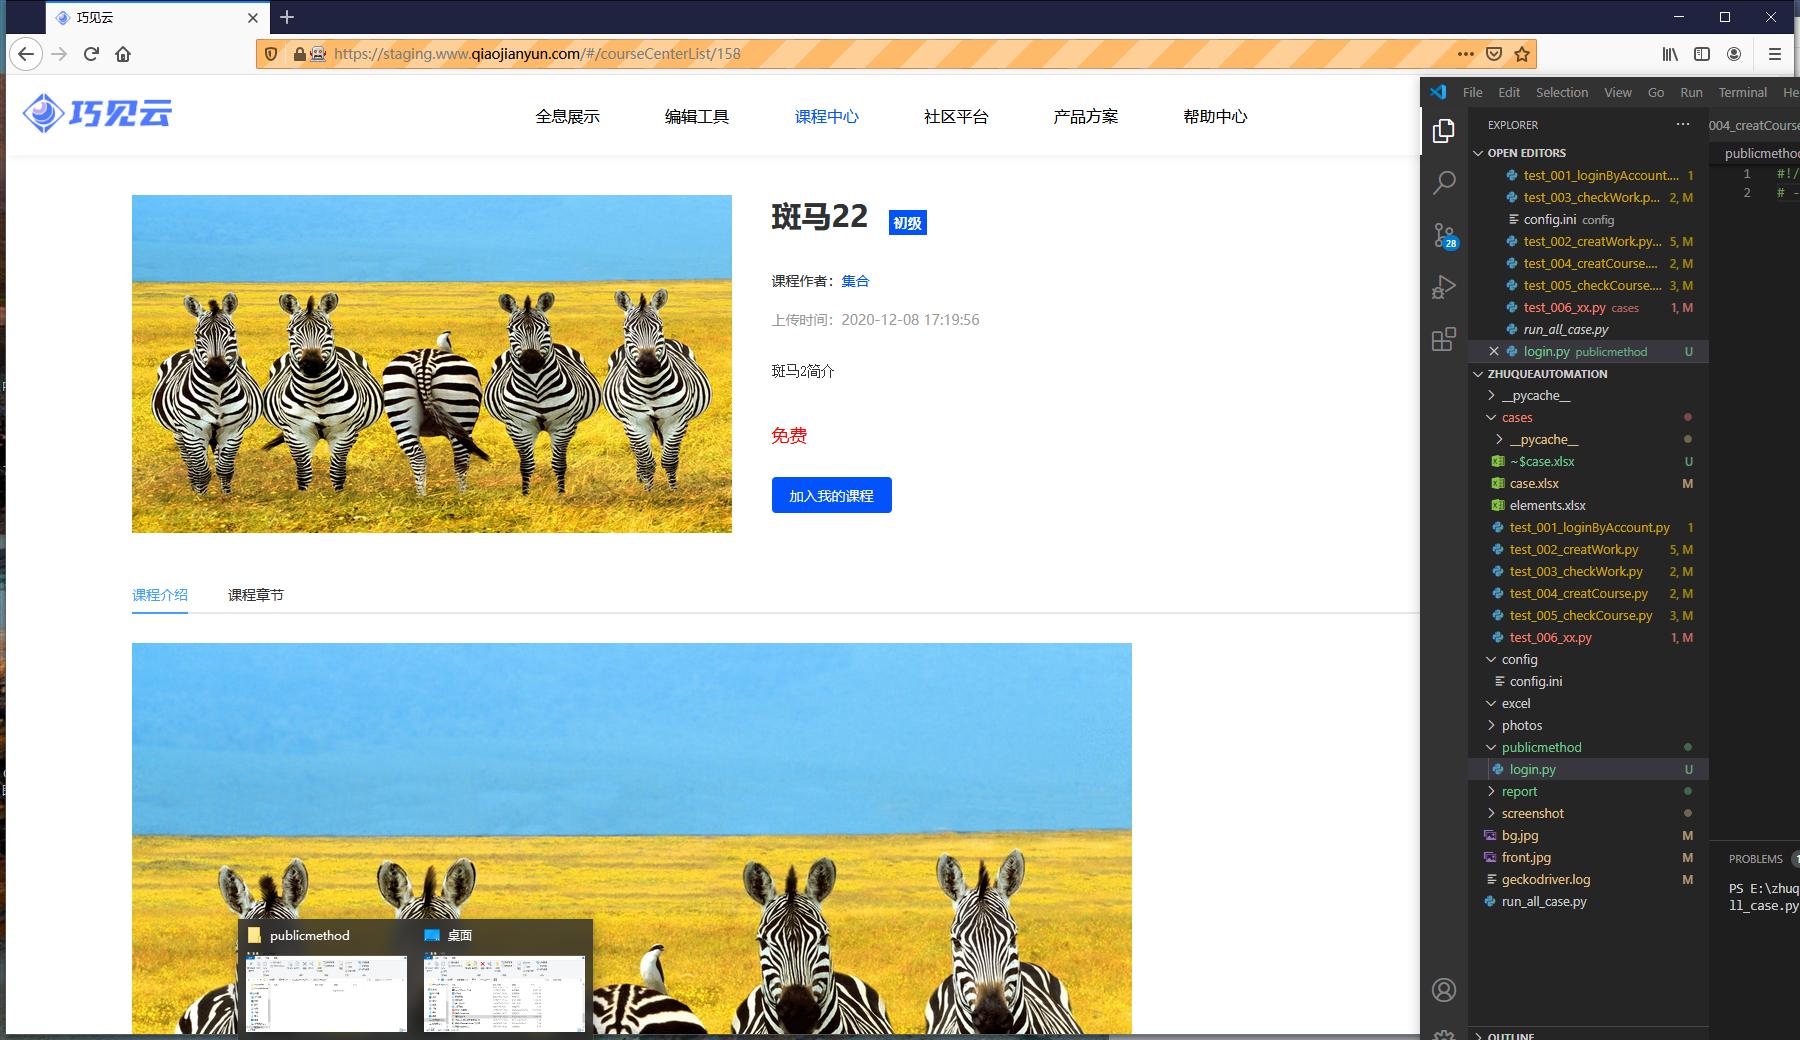 巧见云
https://staging.www.qiaojianyun.com/#/courseCenterList/158
巧见云
全息展示
编辑工具
课程中心
社区平台
产品方案
帮助中心
斑马22
初级
课程作者：集合
上传时间：2020-12-08 17:19:56
斑马2简介
免费
加入我的课程
课程介绍
课程章节
publicmethod
桌面
File Edit Selection View Go Run Terminal He
EXPLORER
004_creatCourse
OPEN EDITORS
publicmethod
test_001_loginByAccount.... 1
1 #!/
test_003_checkWork.p... 2, M
2 # -
config.ini config
28
test_002_creatWork.py... 5, M
test_004_creatCourse.... 2, M
test_005_checkCourse.... 3, M
test_006_xx.py cases 1, M
run_all_case.py
login.py publicmethod U
ZHUQUEAUTOMATION
__pycache__
cases
__pycache__
~$case.xlsx U
case.xlsx M
elements.xlsx
test_001_loginByAccount.py 1
test_002_creatWork.py 5, M
test_003_checkWork.py 2, M
test_004_creatCourse.py 2, M
test_005_checkCourse.py 3, M
test_006_xx.py 1, M
config
config.ini
excel
photos
publicmethod
login.py U
report
screenshot
bg.jpg M
front.jpg M
geckodriver.log M
run_all_case.py
OUTLINE
PROBLEMS 1
PS E:\zhuq
ll_case.py